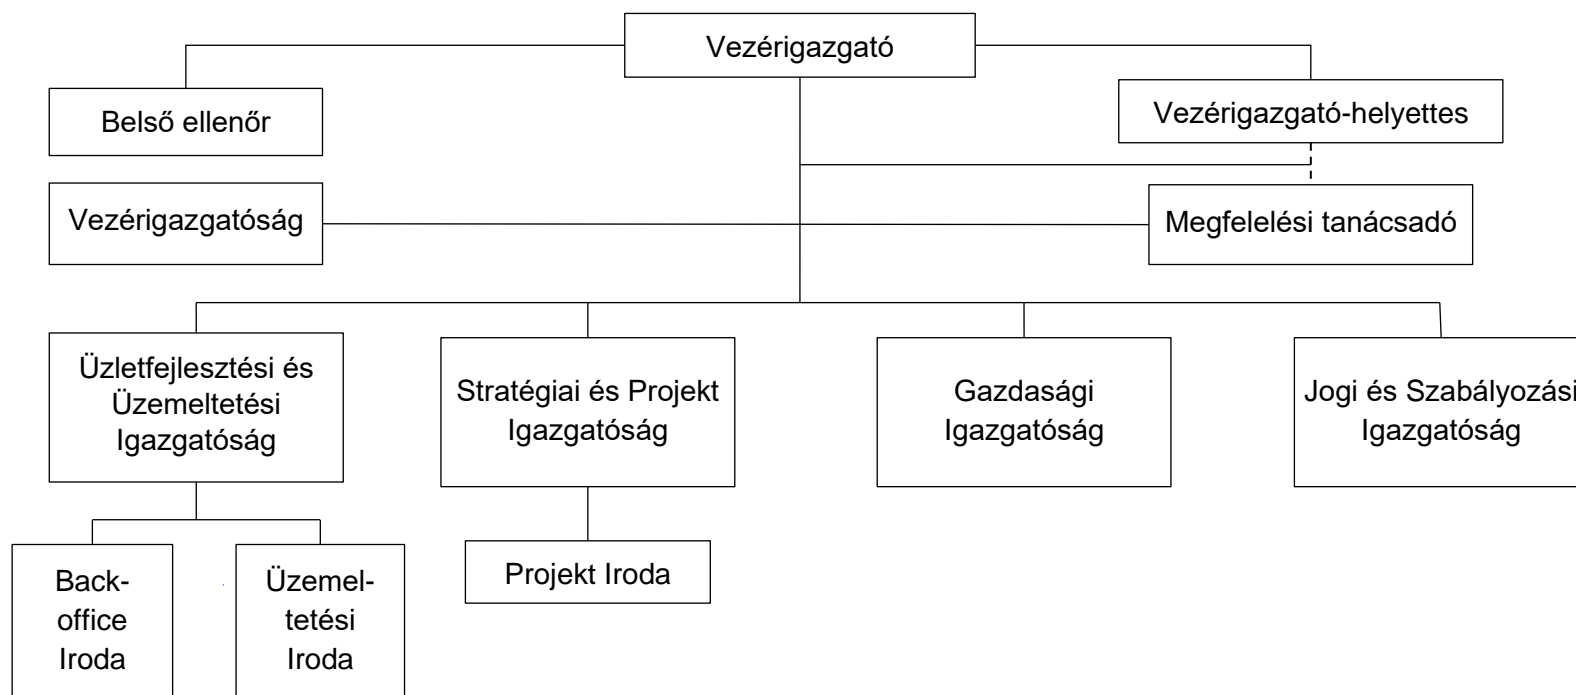 Vezérigazgató
Belső ellenőr
Vezérigazgató-helyettes
Vezérigazgatóság
Megfelelési tanácsadó
Üzletfejlesztési és
Üzemeltetési
Igazgatóság
Stratégiai és Projekt
Igazgatóság
Gazdasági
Igazgatóság
Jogi és Szabályozási
Igazgatóság
Back-
office
Iroda
Üzemel-
tetési
Iroda
Projekt Iroda